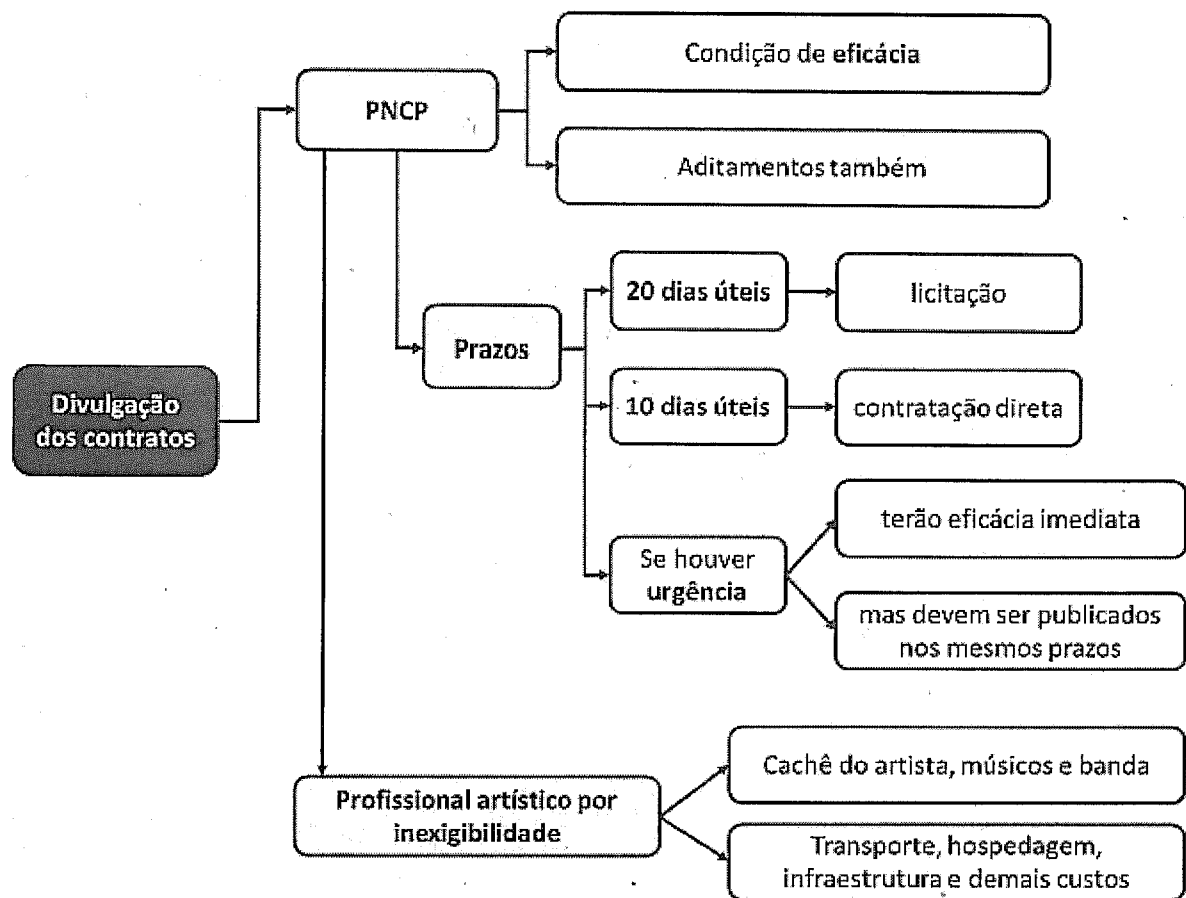 Condição de eficácia
PNCP
Aditamentos também
20 dias úteis
licitação
Prazos
Divulgação
dos contratos
10 dias úteis
contratação direta
terão eficácia imediata
Se houver
urgência
mas devem ser publicados
nos mesmos prazos
Cachê do artista, músicos e banda
Profissional artístico por
inexigibilidade
Transporte, hospedagem,
infraestrutura e demais custos